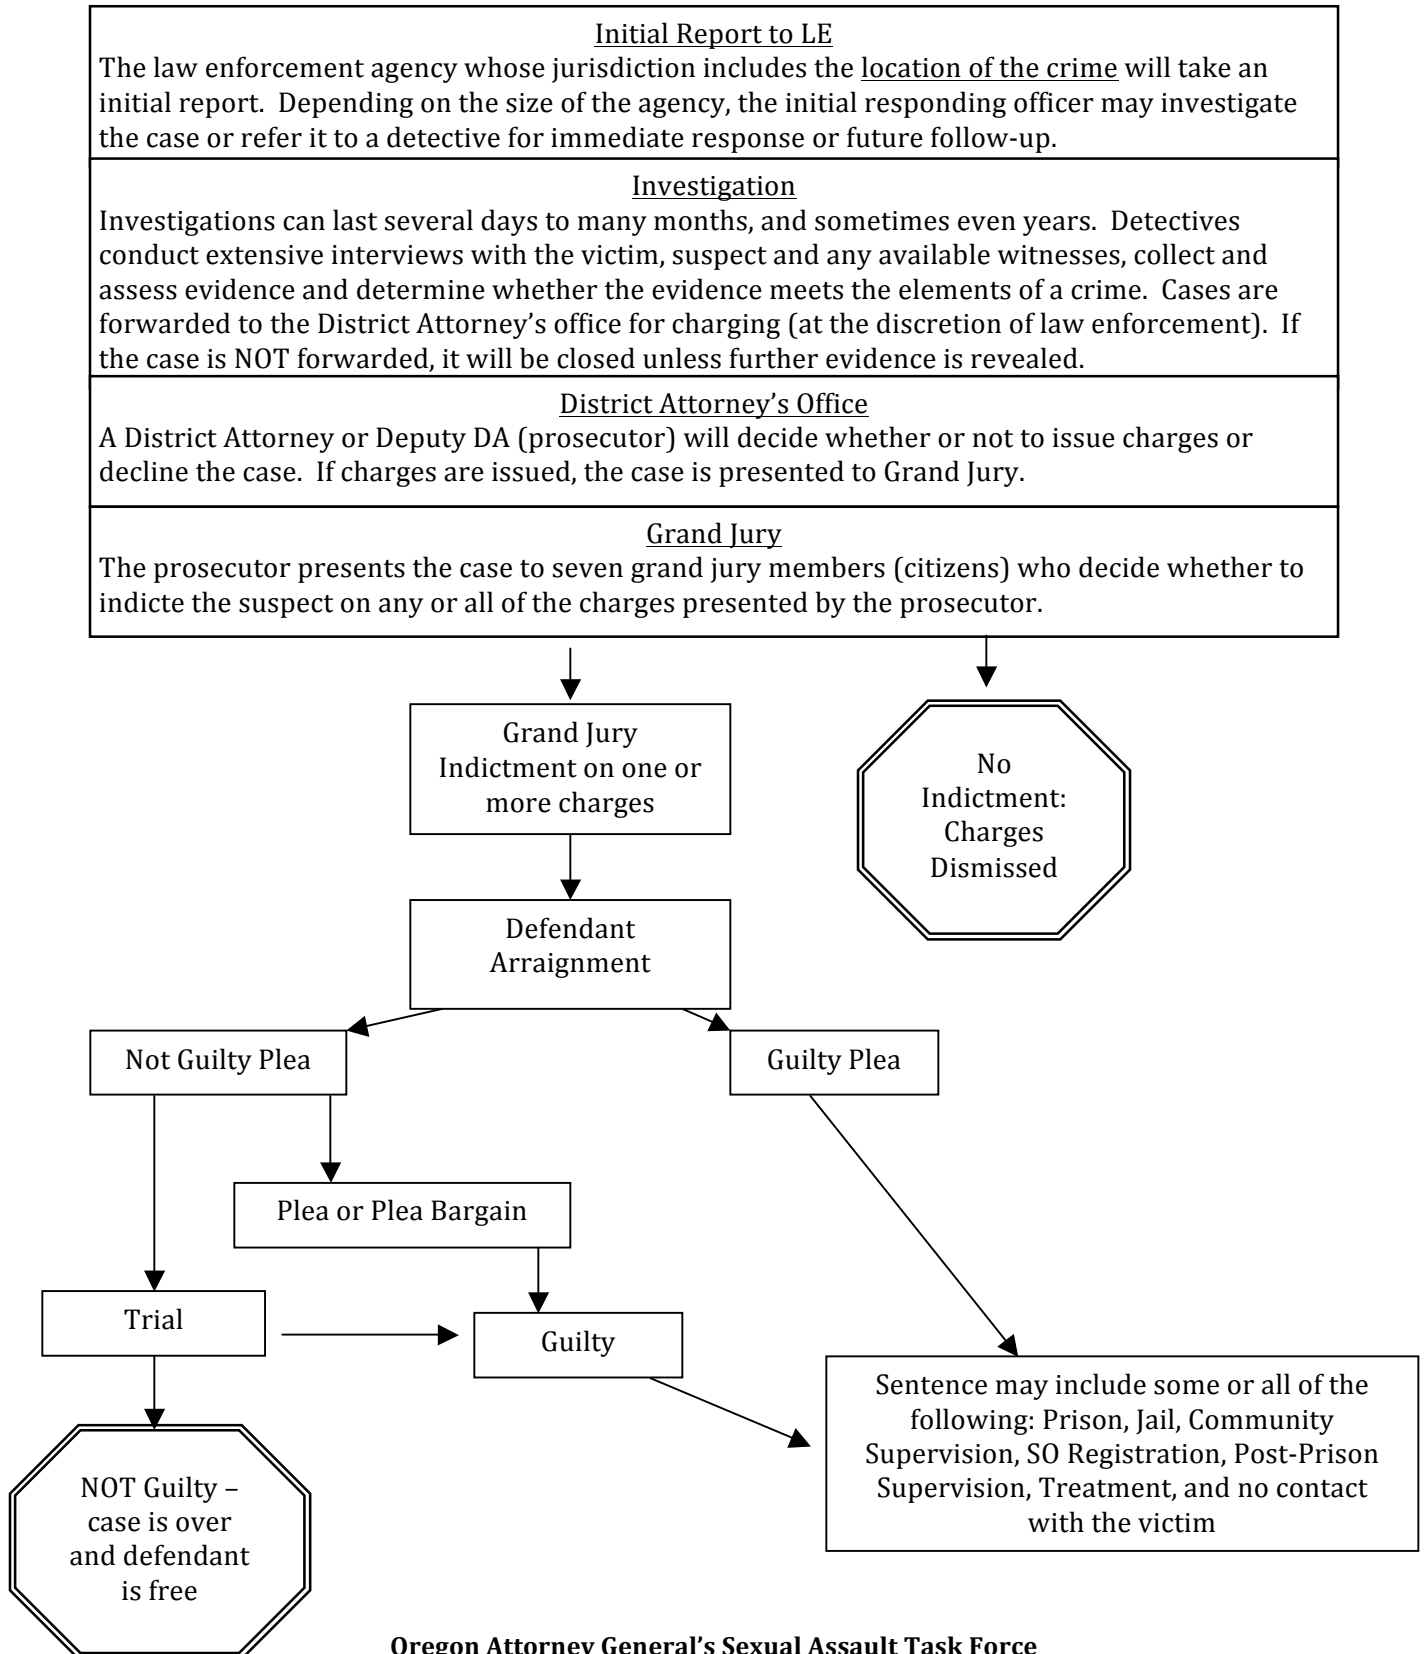 Initial Report to LE
The law enforcement agency whose jurisdiction includes the location of the crime will take an
initial report.  Depending on the size of the agency, the initial responding officer may investigate
the case or refer it to a detective for immediate response or future follow-up.
Investigation
Investigations can last several days to many months, and sometimes even years.  Detectives
conduct extensive interviews with the victim, suspect and any available witnesses, collect and
assess evidence and determine whether the evidence meets the elements of a crime.  Cases are
forwarded to the District Attorney’s office for charging (at the discretion of law enforcement).  If
the case is NOT forwarded, it will be closed unless further evidence is revealed.
District Attorney’s Office
A District Attorney or Deputy DA (prosecutor) will decide whether or not to issue charges or
decline the case.  If charges are issued, the case is presented to Grand Jury.
Grand Jury
The prosecutor presents the case to seven grand jury members (citizens) who decide whether to
indicte the suspect on any or all of the charges presented by the prosecutor.
Grand Jury
Indictment on one or
more charges
No
Indictment:
Charges
Dismissed
Defendant
Arraignment
Not Guilty Plea
Guilty Plea
Plea or Plea Bargain
Trial
Guilty
Sentence may include some or all of the
following: Prison, Jail, Community
Supervision, SO Registration, Post-Prison
Supervision, Treatment, and no contact
with the victim
NOT Guilty –
case is over
and defendant
is free
Oregon Attorney General’s Sexual Assault Task Force